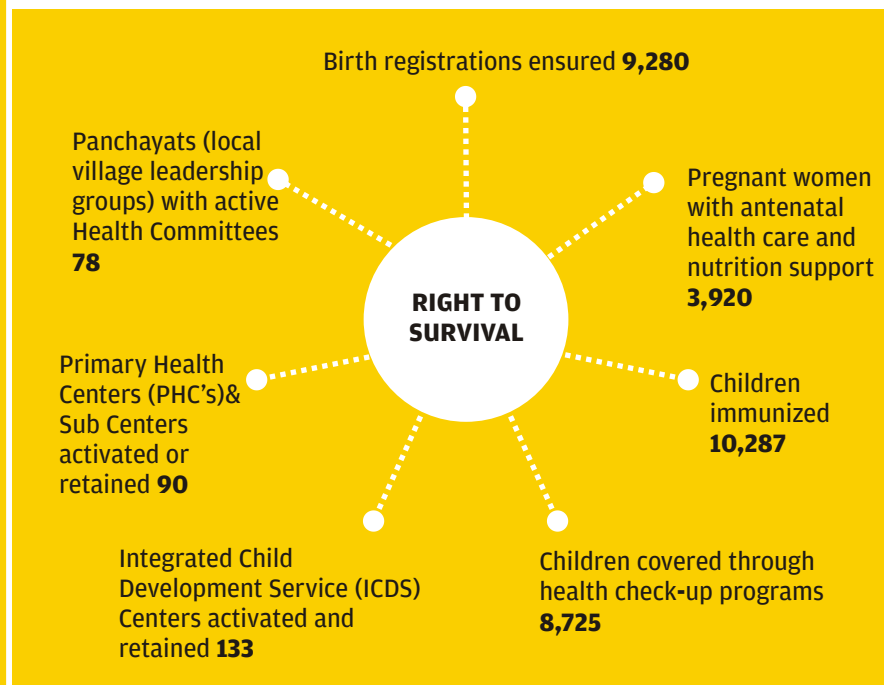 Birth registrations ensured 9,280
Panchayats (local
village leadership
groups) with active
Health Committees
78
Pregnant women
with antenatal
health care and
nutrition support
3,920
RIGHT TO
SURVIVAL
Primary Health
Centers (PHC's)&
Sub Centers
activated or
retained 90
Children
immunized
10,287
Integrated Child
Development Service (ICDS)
Centers activated and
retained 133
Children covered through
health check-up programs
8,725